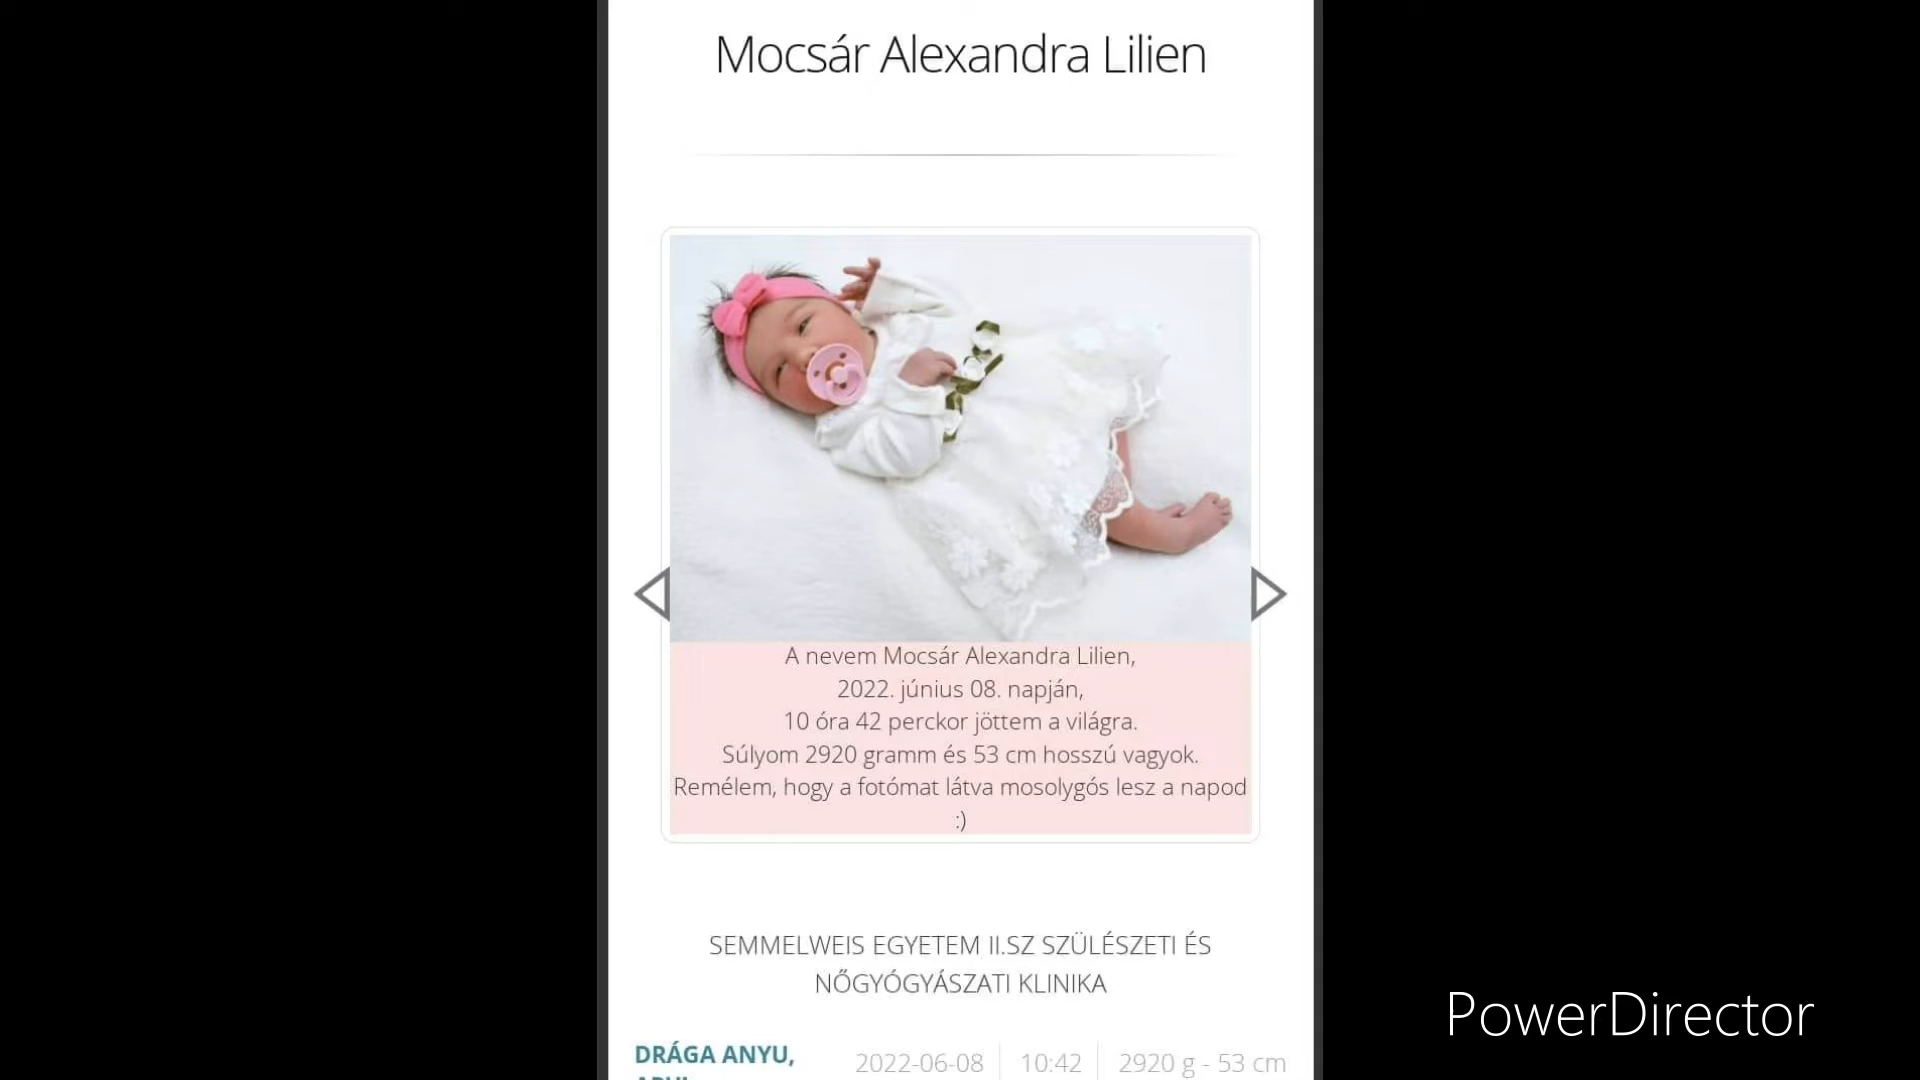 Mocsár Alexandra Lilien
A nevem Mocsár Alexandra Lilien,
2022. június 08. napján,
10 óra 42 perckor jöttem a világra.
Súlyom 2920 gramm és 53 cm hosszú vagyok.
Remélem, hogy a fotómat látva mosolygós lesz a napod
:)
SEMMELWEIS EGYETEM II.SZ SZÜLÉSZETI ÉS
NŐGYÓGYÁSZATI KLINIKA
DRÁGA ANYU,
2022-06-08 10:42 2920 g - 53 cm
PowerDirector